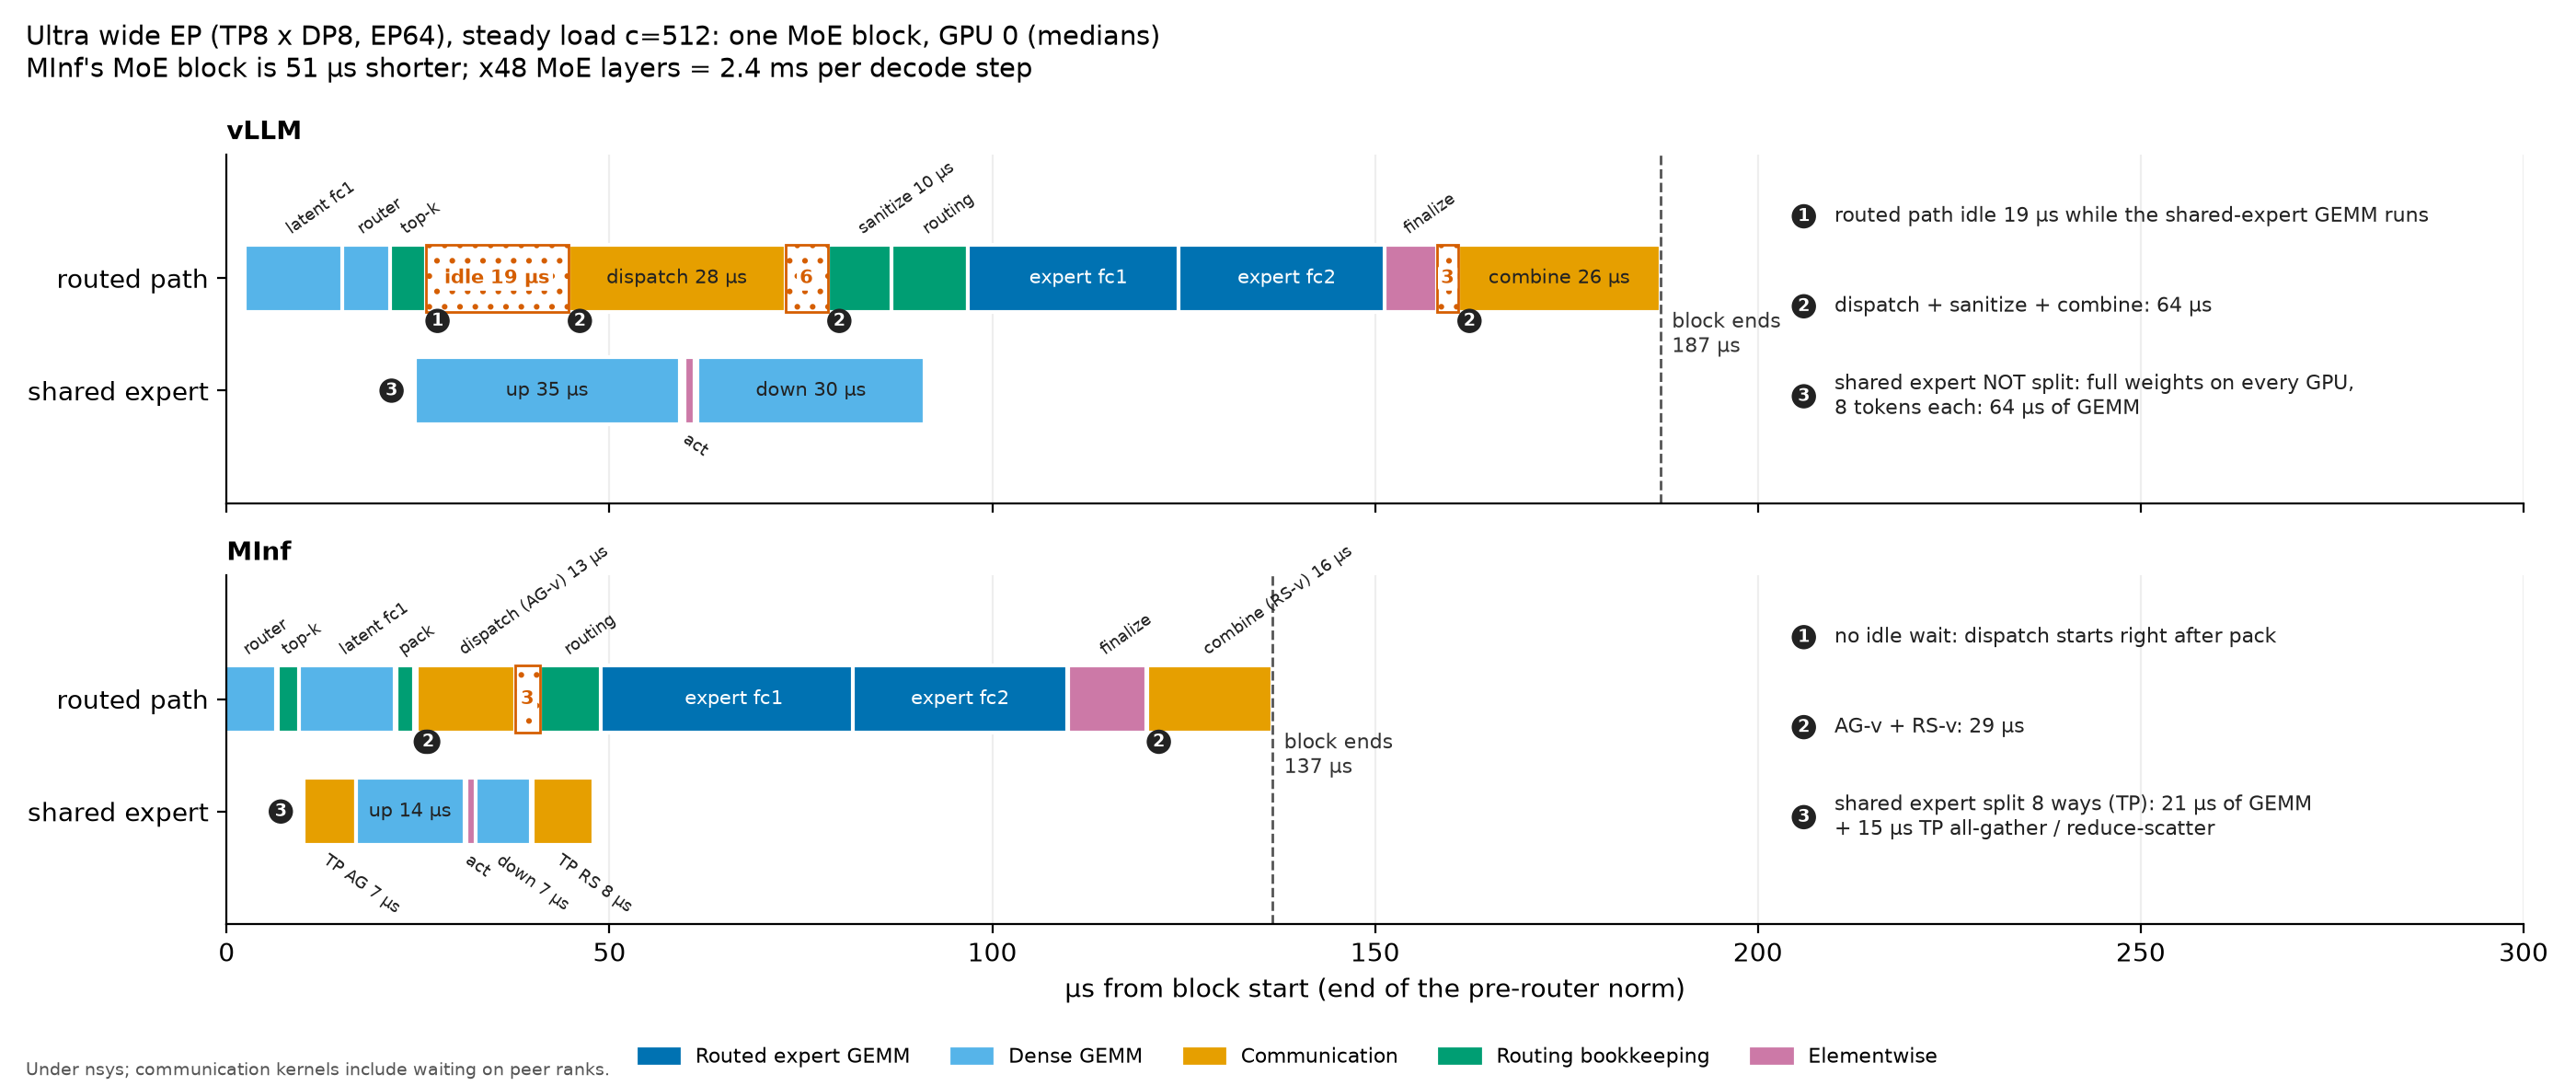 Ultra wide EP (TP8 x DP8, EP64), steady load c=512: one MoE block, GPU 0 (medians)
MInf's MoE block is 51 µs shorter; x48 MoE layers = 2.4 ms per decode step
vLLM
latent fc1
router
top-k
sanitize 10 µs
routing
finalize
routed path
idle 19 µs
dispatch 28 µs
6
expert fc1
expert fc2
3
combine 26 µs
1
2
2
2
block ends
187 µs
shared expert
3
up 35 µs
down 30 µs
act
1 routed path idle 19 µs while the shared-expert GEMM runs
2 dispatch + sanitize + combine: 64 µs
3 shared expert NOT split: full weights on every GPU,
8 tokens each: 64 µs of GEMM
MInf
router
top-k
latent fc1
pack
dispatch (AG-v) 13 µs
routing
finalize
combine (RS-v) 16 µs
routed path
3
expert fc1
expert fc2
2
2
block ends
137 µs
shared expert
3
up 14 µs
TP AG 7 µs
act
down 7 µs
TP RS 8 µs
1 no idle wait: dispatch starts right after pack
2 AG-v + RS-v: 29 µs
3 shared expert split 8 ways (TP): 21 µs of GEMM
+ 15 µs TP all-gather / reduce-scatter
0 50 100 150 200 250 300
µs from block start (end of the pre-router norm)
Under nsys; communication kernels include waiting on peer ranks.
Routed expert GEMM
Dense GEMM
Communication
Routing bookkeeping
Elementwise